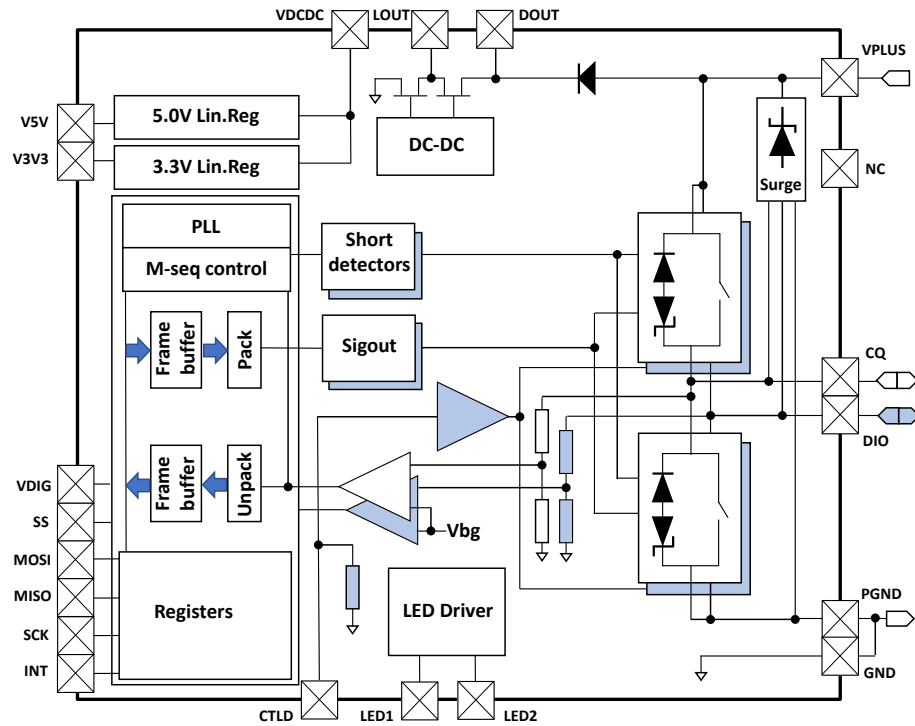 VDCDC
LOUT
DOUT
VPLUS
V5V
5.0V Lin.Reg
V3V3
3.3V Lin.Reg
DC-DC
Surge
NC
PLL
M-seq control
Short
detectors
Frame
buffer
Pack
Sigout
CQ
DIO
VDIG
Frame
buffer
Unpack
SS
Vbg
MOSI
MISO
Registers
LED Driver
PGND
SCK
INT
GND
CTLD
LED1
LED2